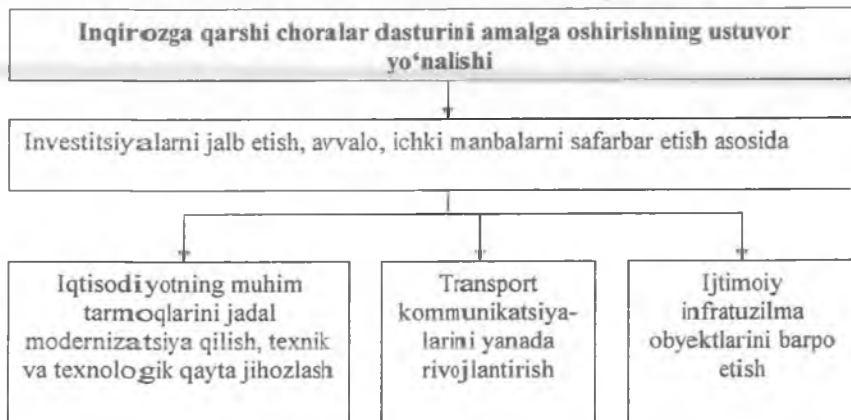 Inqirozga qarshi choralar dasturini amalga oshirishning ustuvor
yo‘nalishi
Investitsiyalarni jalb etish, avvalo, ichki manbalarni safarbar etish asosida
Iqtisodiyotning muhim
tarmoqlarini jadal
modernizatsiya qilish, texnik
va texnologik qayta jihozlash
Transport
kommunikatsiya-
larini yanada
rivojlantirish
Ijtimoiy
infratuzilma
obyektlarini barpo
etish